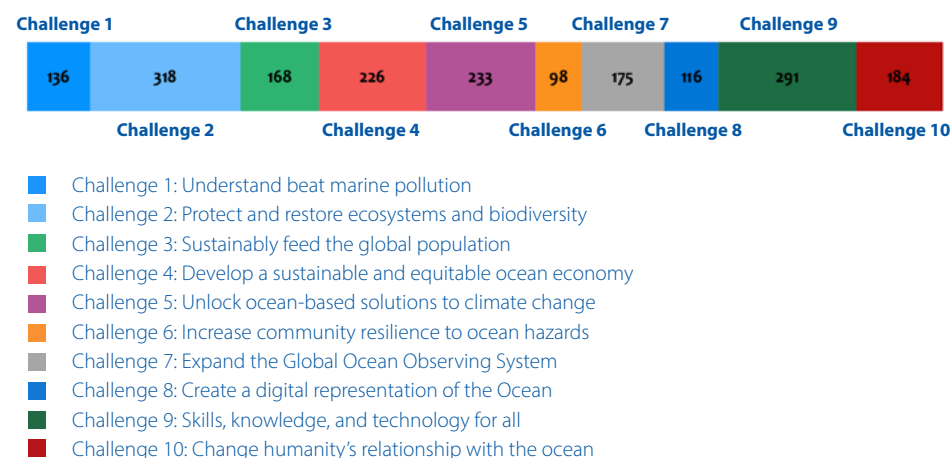 Challenge 1 Challenge 3 Challenge 5 Challenge 7 Challenge 9
136 318 168 226 233 98 175 116 291 184
Challenge 2 Challenge 4 Challenge 6 Challenge 8 Challenge 10
Challenge 1: Understand beat marine pollution
Challenge 2: Protect and restore ecosystems and biodiversity
Challenge 3: Sustainably feed the global population
Challenge 4: Develop a sustainable and equitable ocean economy
Challenge 5: Unlock ocean-based solutions to climate change
Challenge 6: Increase community resilience to ocean hazards
Challenge 7: Expand the Global Ocean Observing System
Challenge 8: Create a digital representation of the Ocean
Challenge 9: Skills, knowledge, and technology for all
Challenge 10: Change humanity’s relationship with the ocean